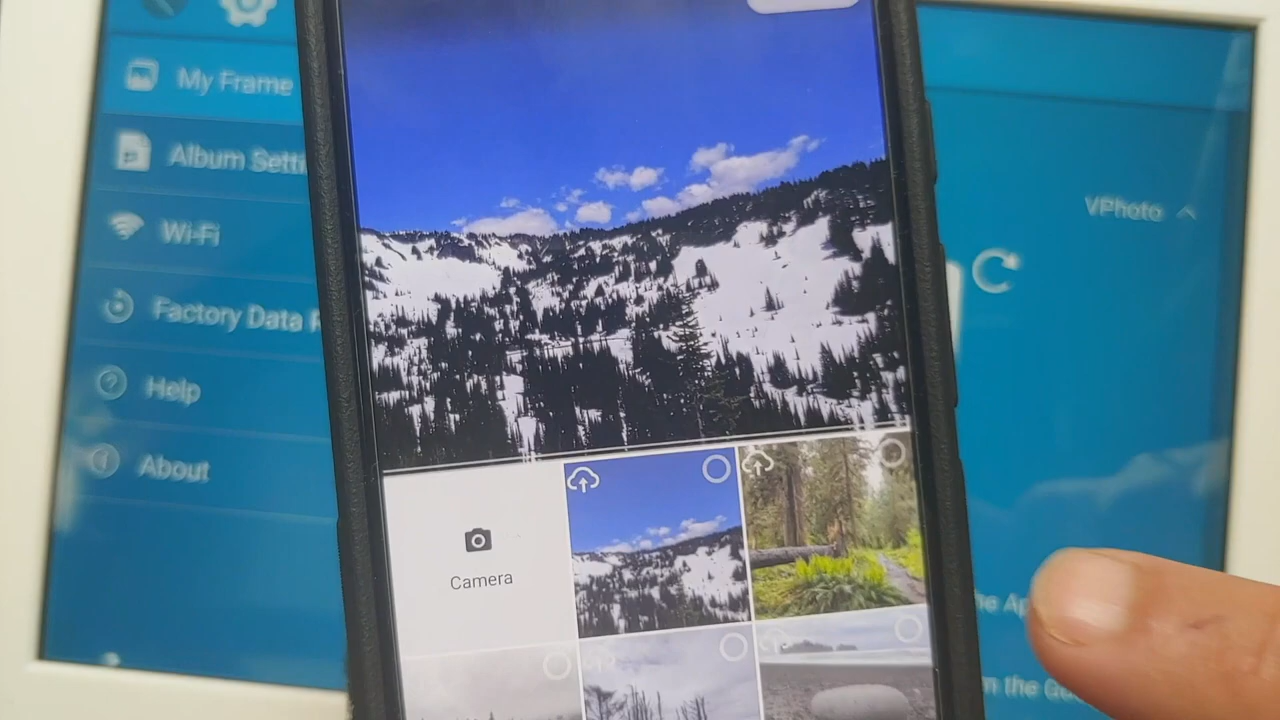 My Frame
Album Setti
Wi-Fi
Factory Data
Help
About
VPhoto
Camera